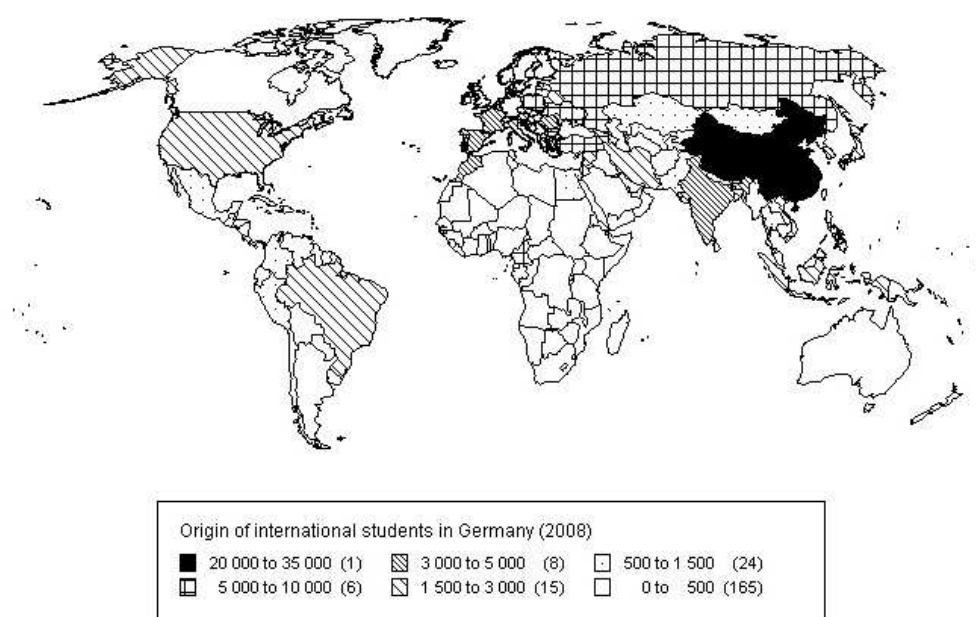 Origin of international students in Germany (2008)
20 000 to 35 000 (1) 3 000 to 5 000 (8) 500 to 1 500 (24)
5 000 to 10 000 (6) 1 500 to 3 000 (15) 0 to 500 (165)